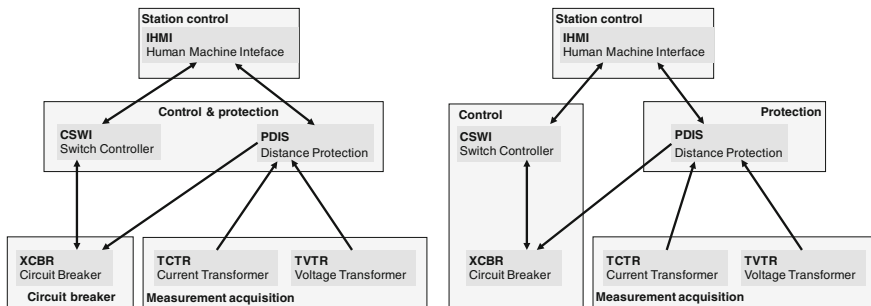 Station control
IHMI
Human Machine Inteface
Control & protection
CSWI
Switch Controller
PDIS
Distance Protection
XCBR
Circuit Breaker
Circuit breaker
TCTR
Current Transformer
TVTR
Voltage Transformer
Measurement acquisition
Station control
IHMI
Human Machine Interface
Control
CSWI
Switch Controller
Protection
PDIS
Distance Protection
XCBR
Circuit Breaker
TCTR
Current Transformer
TVTR
Voltage Transformer
Measurement acquisition